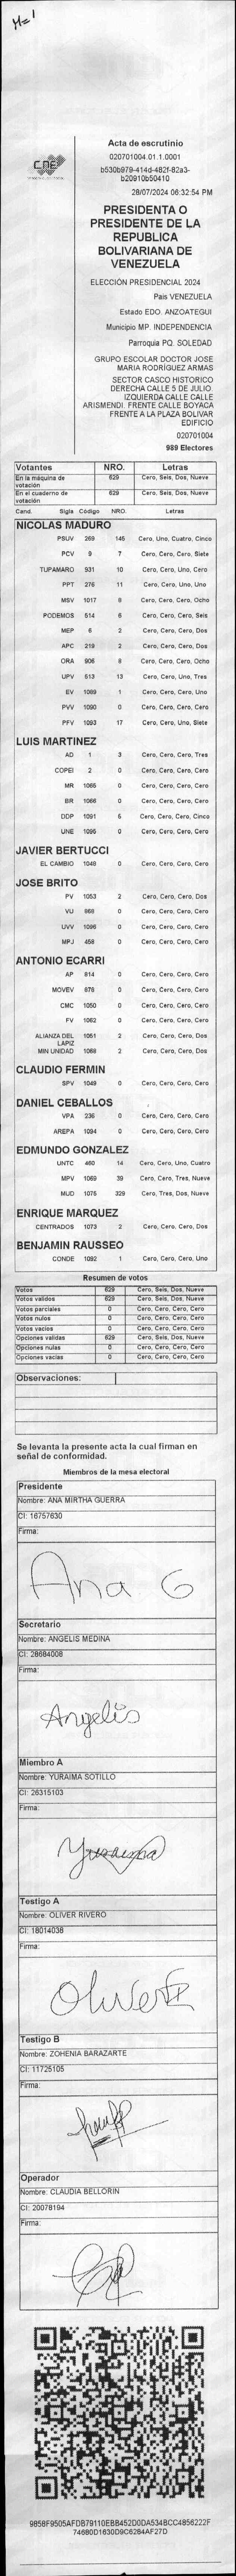 M=1
CNE
Acta de escrutinio
020701004.01.1.0001
b530b979-414d-482f-82a3-
b20910b50410
28/07/2024 06:32:54 PM
PRESIDENTA O
PRESIDENTE DE LA
REPUBLICA
BOLIVARIANA DE
VENEZUELA
ELECCIÓN PRESIDENCIAL 2024
Pais VENEZUELA
Estado EDO. ANZOATEGUI
Municipio MP. INDEPENDENCIA
Parroquia PQ. SOLEDAD
GRUPO ESCOLAR DOCTOR JOSE
MARIA RODRÍGUEZ ARMAS
SECTOR CASCO HISTORICO
DERECHA CALLE 5 DE JULIO.
IZQUIERDA CALLE CALLE
ARISMENDI. FRENTE CALLE BOYACA
FRENTE A LA PLAZA BOLIVAR
EDIFICIO
020701004
989 Electores
Votantes NRO. Letras
En la máquina de votación 629 Cero, Seis, Dos, Nueve
En el cuaderno de votación 629 Cero, Seis, Dos, Nueve
Cand. Sigla Código NRO. Letras
NICOLAS MADURO
PSUV 269 145 Cero, Uno, Cuatro, Cinco
PCV 9 7 Cero, Cero, Cero, Siete
TUPAMARO 931 10 Cero, Cero, Uno, Cero
PPT 276 11 Cero, Cero, Uno, Uno
MSV 1017 8 Cero, Cero, Cero, Ocho
PODEMOS 514 6 Cero, Cero, Cero, Seis
MEP 6 2 Cero, Cero, Cero, Dos
APC 219 2 Cero, Cero, Cero, Dos
ORA 906 8 Cero, Cero, Cero, Ocho
UPV 513 13 Cero, Cero, Uno, Tres
EV 1089 1 Cero, Cero, Cero, Uno
PVV 1090 0 Cero, Cero, Cero, Cero
PFV 1093 17 Cero, Cero, Uno, Siete
LUIS MARTINEZ
AD 1 3 Cero, Cero, Cero, Tres
COPEI 2 0 Cero, Cero, Cero, Cero
MR 1065 0 Cero, Cero, Cero, Cero
BR 1066 0 Cero, Cero, Cero, Cero
DDP 1091 5 Cero, Cero, Cero, Cinco
UNE 1095 0 Cero, Cero, Cero, Cero
JAVIER BERTUCCI
EL CAMBIO 1048 0 Cero, Cero, Cero, Cero
JOSE BRITO
PV 1053 2 Cero, Cero, Cero, Dos
VU 868 0 Cero, Cero, Cero, Cero
UVV 1096 0 Cero, Cero, Cero, Cero
MPJ 458 0 Cero, Cero, Cero, Cero
ANTONIO ECARRI
AP 814 0 Cero, Cero, Cero, Cero
MOVEV 878 0 Cero, Cero, Cero, Cero
CMC 1050 0 Cero, Cero, Cero, Cero
FV 1062 0 Cero, Cero, Cero, Cero
ALIANZA DEL LAPIZ 1051 2 Cero, Cero, Cero, Dos
MIN UNIDAD 1068 2 Cero, Cero, Cero, Dos
CLAUDIO FERMIN
SPV 1049 0 Cero, Cero, Cero, Cero
DANIEL CEBALLOS
VPA 236 0 Cero, Cero, Cero, Cero
AREPA 1094 0 Cero, Cero, Cero, Cero
EDMUNDO GONZALEZ
UNTC 460 14 Cero, Cero, Uno, Cuatro
MPV 1069 39 Cero, Cero, Tres, Nueve
MUD 1075 329 Cero, Tres, Dos, Nueve
ENRIQUE MARQUEZ
CENTRADOS 1073 2 Cero, Cero, Cero, Dos
BENJAMIN RAUSSEO
CONDE 1092 1 Cero, Cero, Cero, Uno
Resumen de votos
Votos 629 Cero, Seis, Dos, Nueve
Votos validos 629 Cero, Seis, Dos, Nueve
Votos parciales 0 Cero, Cero, Cero, Cero
Votos nulos 0 Cero, Cero, Cero, Cero
Votos vacios 0 Cero, Cero, Cero, Cero
Opciones validas 629 Cero, Seis, Dos, Nueve
Opciones nulas 0 Cero, Cero, Cero, Cero
Opciones vacias 0 Cero, Cero, Cero, Cero
Observaciones:
Se levanta la presente acta la cual firman en
señal de conformidad.
Miembros de la mesa electoral
Presidente
Nombre: ANA MIRTHA GUERRA
CI: 16757630
Firma:
Ana G
Secretario
Nombre: ANGELIS MEDINA
CI: 28684008
Firma:
Angelis
Miembro A
Nombre: YURAIMA SOTILLO
CI: 26315103
Firma:
Yuraima
Testigo A
Nombre: OLIVER RIVERO
CI: 18014038
Firma:
Testigo B
Nombre: ZOHENIA BARAZARTE
CI: 11725105
Firma:
Operador
Nombre: CLAUDIA BELLORIN
CI: 20078194
Firma:
9858F9505AFDB79110EBB452D0DA534BCC4856222F
74680D1630D9C6284AF27D